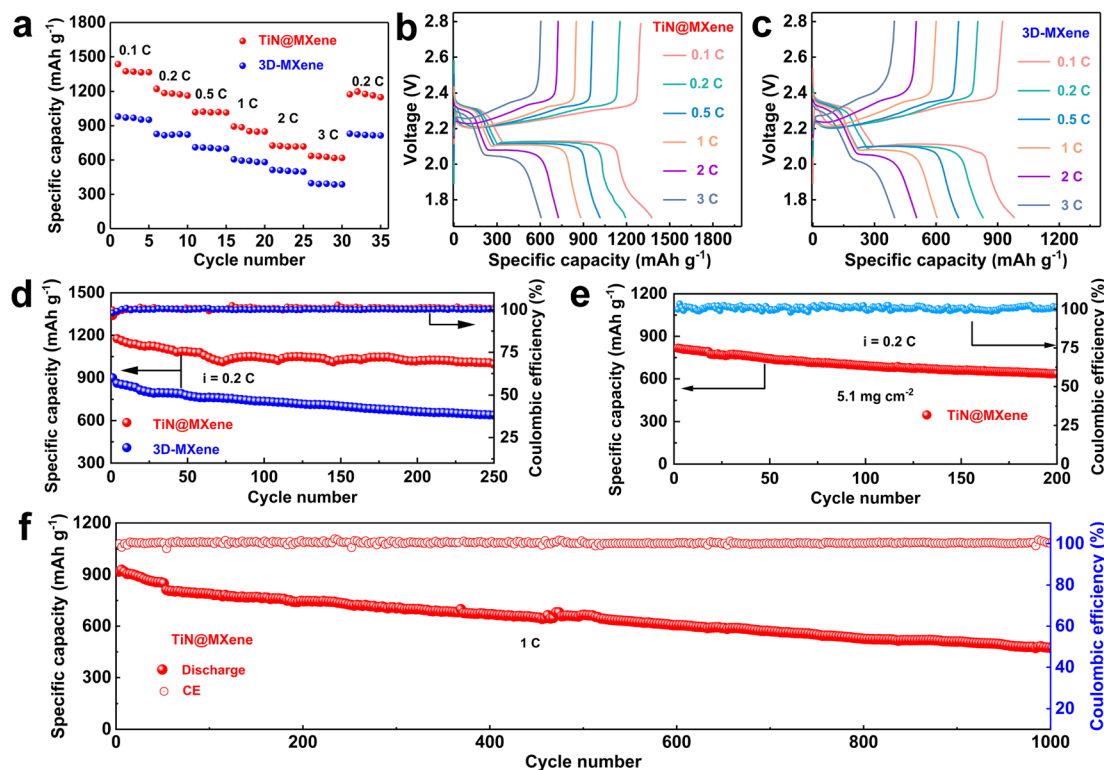 a
Specific capacity (mAh g⁻¹)
1800
1500
1200
900
600
300
0
0.1 C
0.2 C
0.5 C
1 C
2 C
3 C
0.2 C
TiN@MXene
3D-MXene
0 5 10 15 20 25 30 35
Cycle number
b
Voltage (V)
2.8
2.6
2.4
2.2
2.0
1.8
TiN@MXene
0.1 C
0.2 C
0.5 C
1 C
2 C
3 C
0 300 600 900 1200 1500 1800
Specific capacity (mAh g⁻¹)
c
Voltage (V)
2.8
2.6
2.4
2.2
2.0
1.8
3D-MXene
0.1 C
0.2 C
0.5 C
1 C
2 C
3 C
0 300 600 900 1200 1500
Specific capacity (mAh g⁻¹)
d
Specific capacity (mAh g⁻¹)
1500
1200
900
600
300
i = 0.2 C
TiN@MXene
3D-MXene
100
75
50
25
0
Coulombic efficiency (%)
0 50 100 150 200 250
Cycle number
e
Specific capacity (mAh g⁻¹)
1200
900
600
300
0
i = 0.2 C
5.1 mg cm⁻²
TiN@MXene
100
75
50
25
0
Coulombic efficiency (%)
0 50 100 150 200
Cycle number
f
Specific capacity (mAh g⁻¹)
1200
900
600
300
0
TiN@MXene
Discharge
CE
1 C
100
80
60
40
20
Coulombic efficiency (%)
0 200 400 600 800 1000
Cycle number